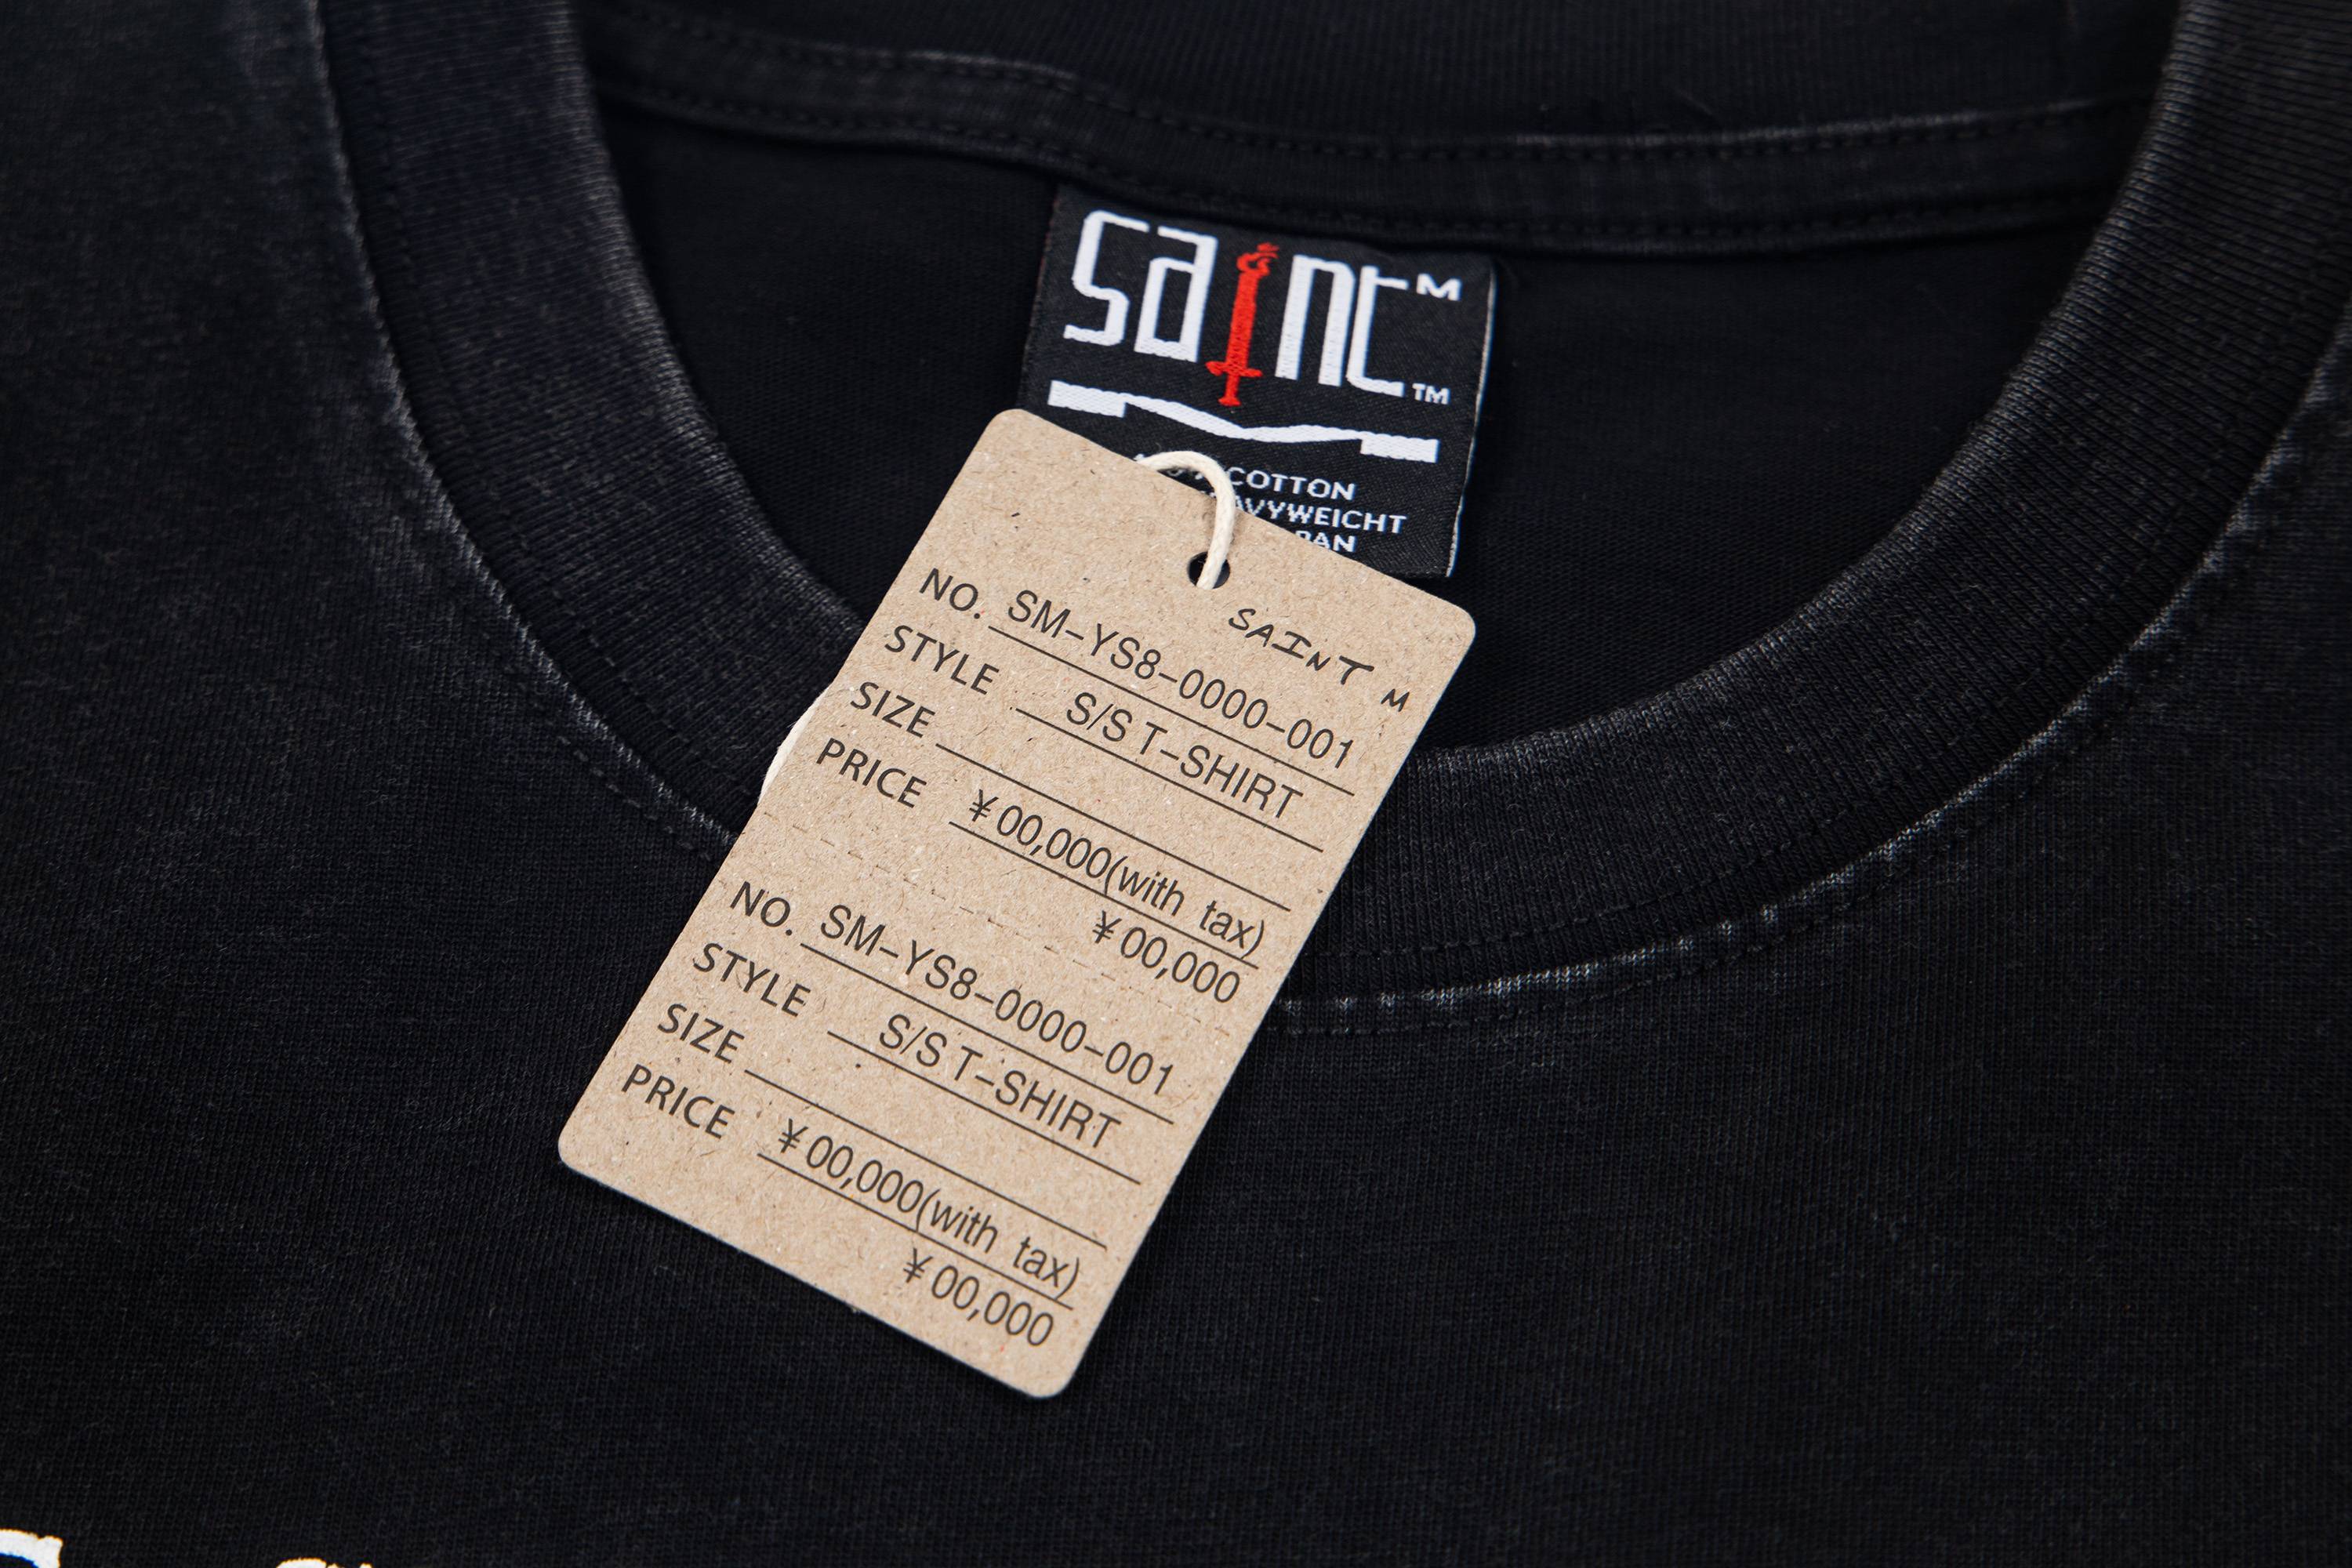 saint M
TM
COTTON
SAINT M
NO. SM-YS8-0000-001
STYLE S/S T-SHIRT
SIZE
PRICE ¥00,000(with tax)
¥00,000
NO. SM-YS8-0000-001
STYLE S/S T-SHIRT
SIZE
PRICE ¥00,000(with tax)
¥00,000